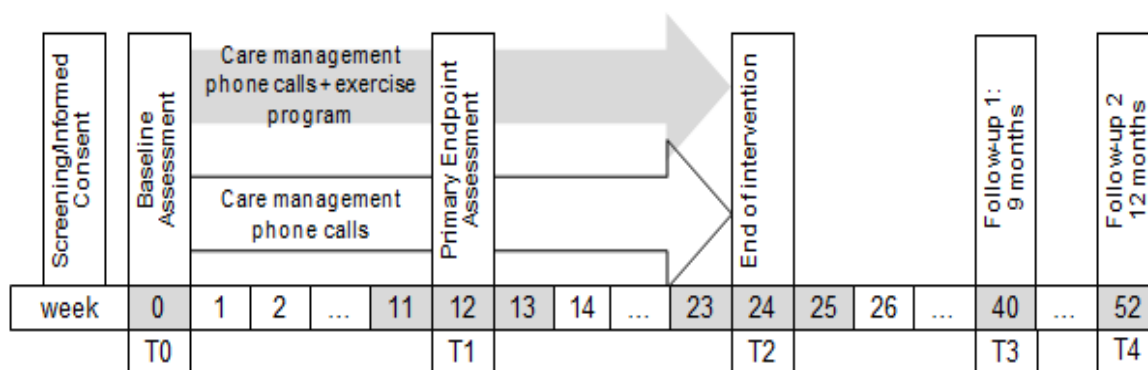 Screening/Informed
Consent
Baseline
Assessment
Care management
phone calls + exercise
program
Care management
phone calls
Primary Endpoint
Assessment
End of intervention
Follow-up 1:
9 months
Follow-up 2
12 months
week 0 1 2 ... 11 12 13 14 ... 23 24 25 26 ... 40 ... 52
T0 T1 T2 T3 T4